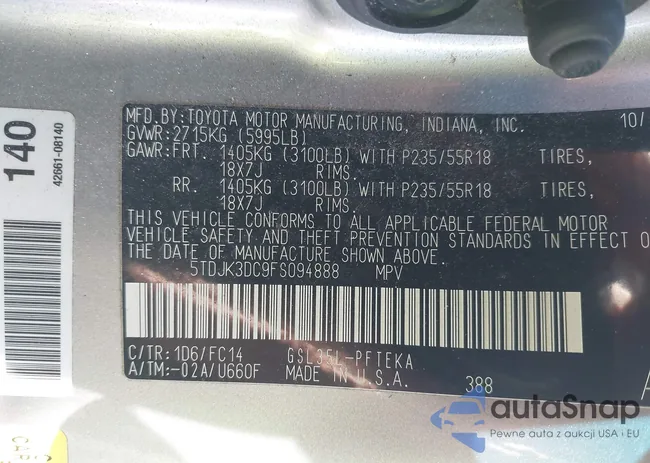 140
42661-08140
MFD.BY:TOYOTA MOTOR MANUFACTURING, INDIANA, INC. 10/
GVWR:2715KG (5995LB)
GAWR:FRT. 1405KG (3100LB) WITH P235/55R18 TIRES,
18X7J RIMS.
RR. 1405KG (3100LB) WITH P235/55R18 TIRES,
18X7J RIMS.
THIS VEHICLE CONFORMS TO ALL APPLICABLE FEDERAL MOTOR
VEHICLE SAFETY AND THEFT PREVENTION STANDARDS IN EFFECT O
THE DATE OF MANUFACTURE SHOWN ABOVE.
5TDJK3DC9FS094888 MPV
C/TR:1D6/FC14 GSL35L-PFTEKA
A/TM:-02A/U660F MADE IN U.S.A. 388 A
autoSnap
Pewne auta z aukcji USA i EU